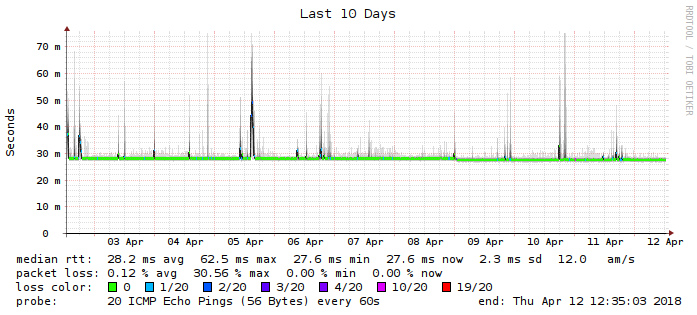 Last 10 Days
RRDTOOL / TOBI OETIKER
Seconds
70 m
60 m
50 m
40 m
30 m
20 m
10 m
0
03 Apr 04 Apr 05 Apr 06 Apr 07 Apr 08 Apr 09 Apr 10 Apr 11 Apr 12 Apr
median rtt: 28.2 ms avg 62.5 ms max 27.6 ms min 27.6 ms now 2.3 ms sd 12.0 am/s
packet loss: 0.12 % avg 30.56 % max 0.00 % min 0.00 % now
loss color: 0 1/20 2/20 3/20 4/20 10/20 19/20
probe: 20 ICMP Echo Pings (56 Bytes) every 60s end: Thu Apr 12 12:35:03 2018